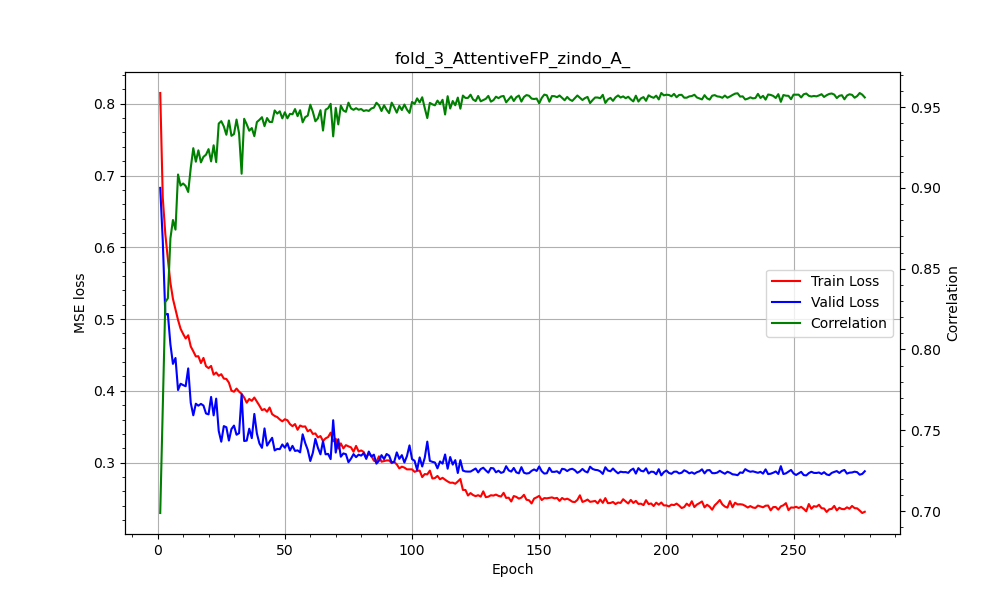 fold_3_AttentiveFP_zindo_A_
0.8
0.7
0.6
0.5
0.4
0.3
MSE loss
0.95
0.90
0.85
0.80
0.75
0.70
Correlation
Train Loss
Valid Loss
Correlation
0 50 100 150 200 250
Epoch